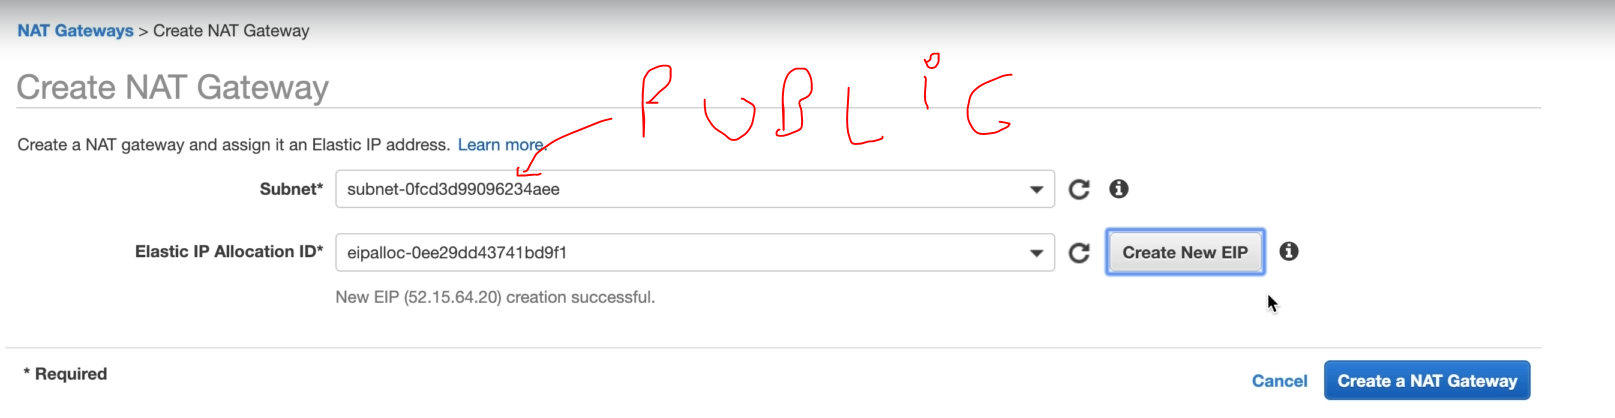 NAT Gateways > Create NAT Gateway
Create NAT Gateway
PUBLIC
Create a NAT gateway and assign it an Elastic IP address. Learn more.
Subnet* subnet-0fcd3d99096234aee
Elastic IP Allocation ID* eipalloc-0ee29dd43741bd9f1 Create New EIP
New EIP (52.15.64.20) creation successful.
* Required
Cancel Create a NAT Gateway